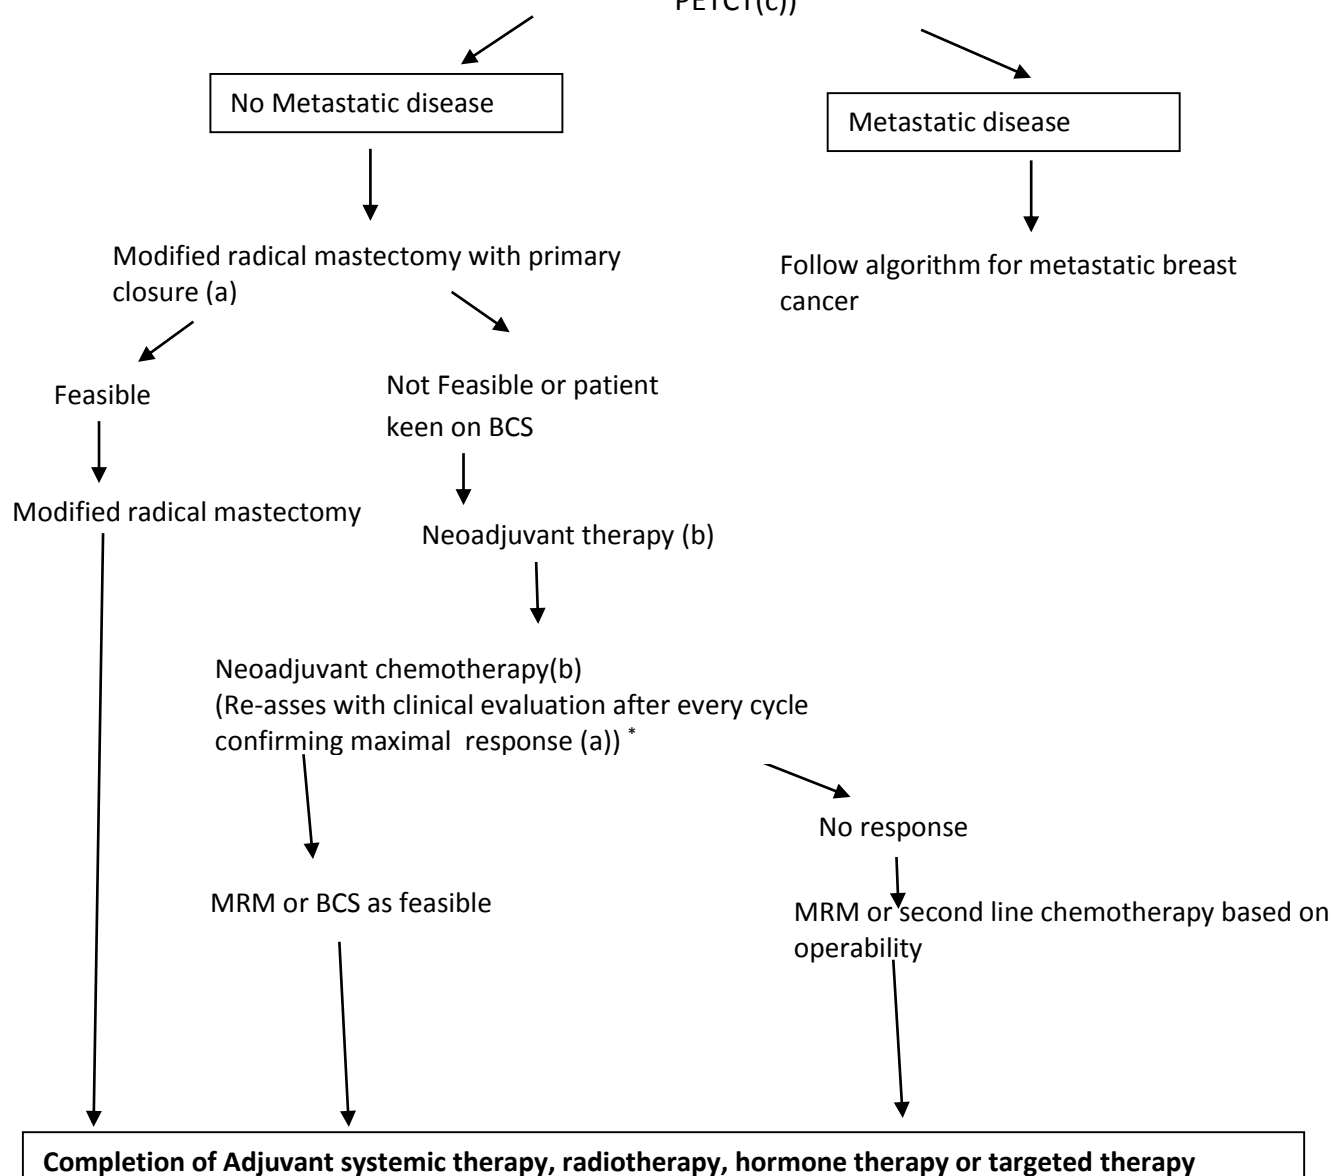 PETCT(c))
No Metastatic disease
Metastatic disease
Modified radical mastectomy with primary
closure (a)
Follow algorithm for metastatic breast
cancer
Feasible
Not Feasible or patient
keen on BCS
Modified radical mastectomy
Neoadjuvant therapy (b)
Neoadjuvant chemotherapy(b)
(Re-asses with clinical evaluation after every cycle
confirming maximal response (a)) *
No response
MRM or BCS as feasible
MRM or second line chemotherapy based on
operability
Completion of Adjuvant systemic therapy, radiotherapy, hormone therapy or targeted therapy